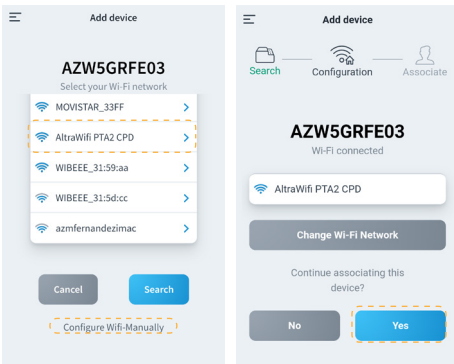 Add device
AZW5GRFE03
Select your Wi-Fi network
MOVISTAR_33FF
AltraWifi PTA2 CPD
WIBEEE_31:59:aa
WIBEEE_31:5d:cc
azmfernandezimac
Cancel
Search
Configure Wifi-Manually
Add device
Search
Configuration
Associate
AZW5GRFE03
Wi-Fi connected
AltraWifi PTA2 CPD
Change Wi-Fi Network
Continue associating this
device?
No
Yes